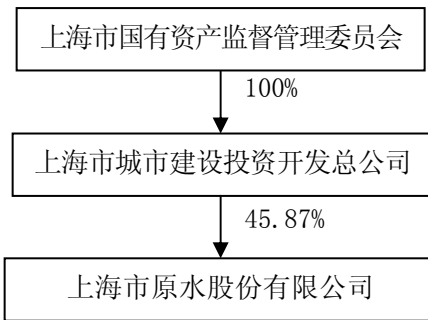 上海市国有资产监督管理委员会
100%
上海市城市建设投资开发总公司
45.87%
上海市原水股份有限公司